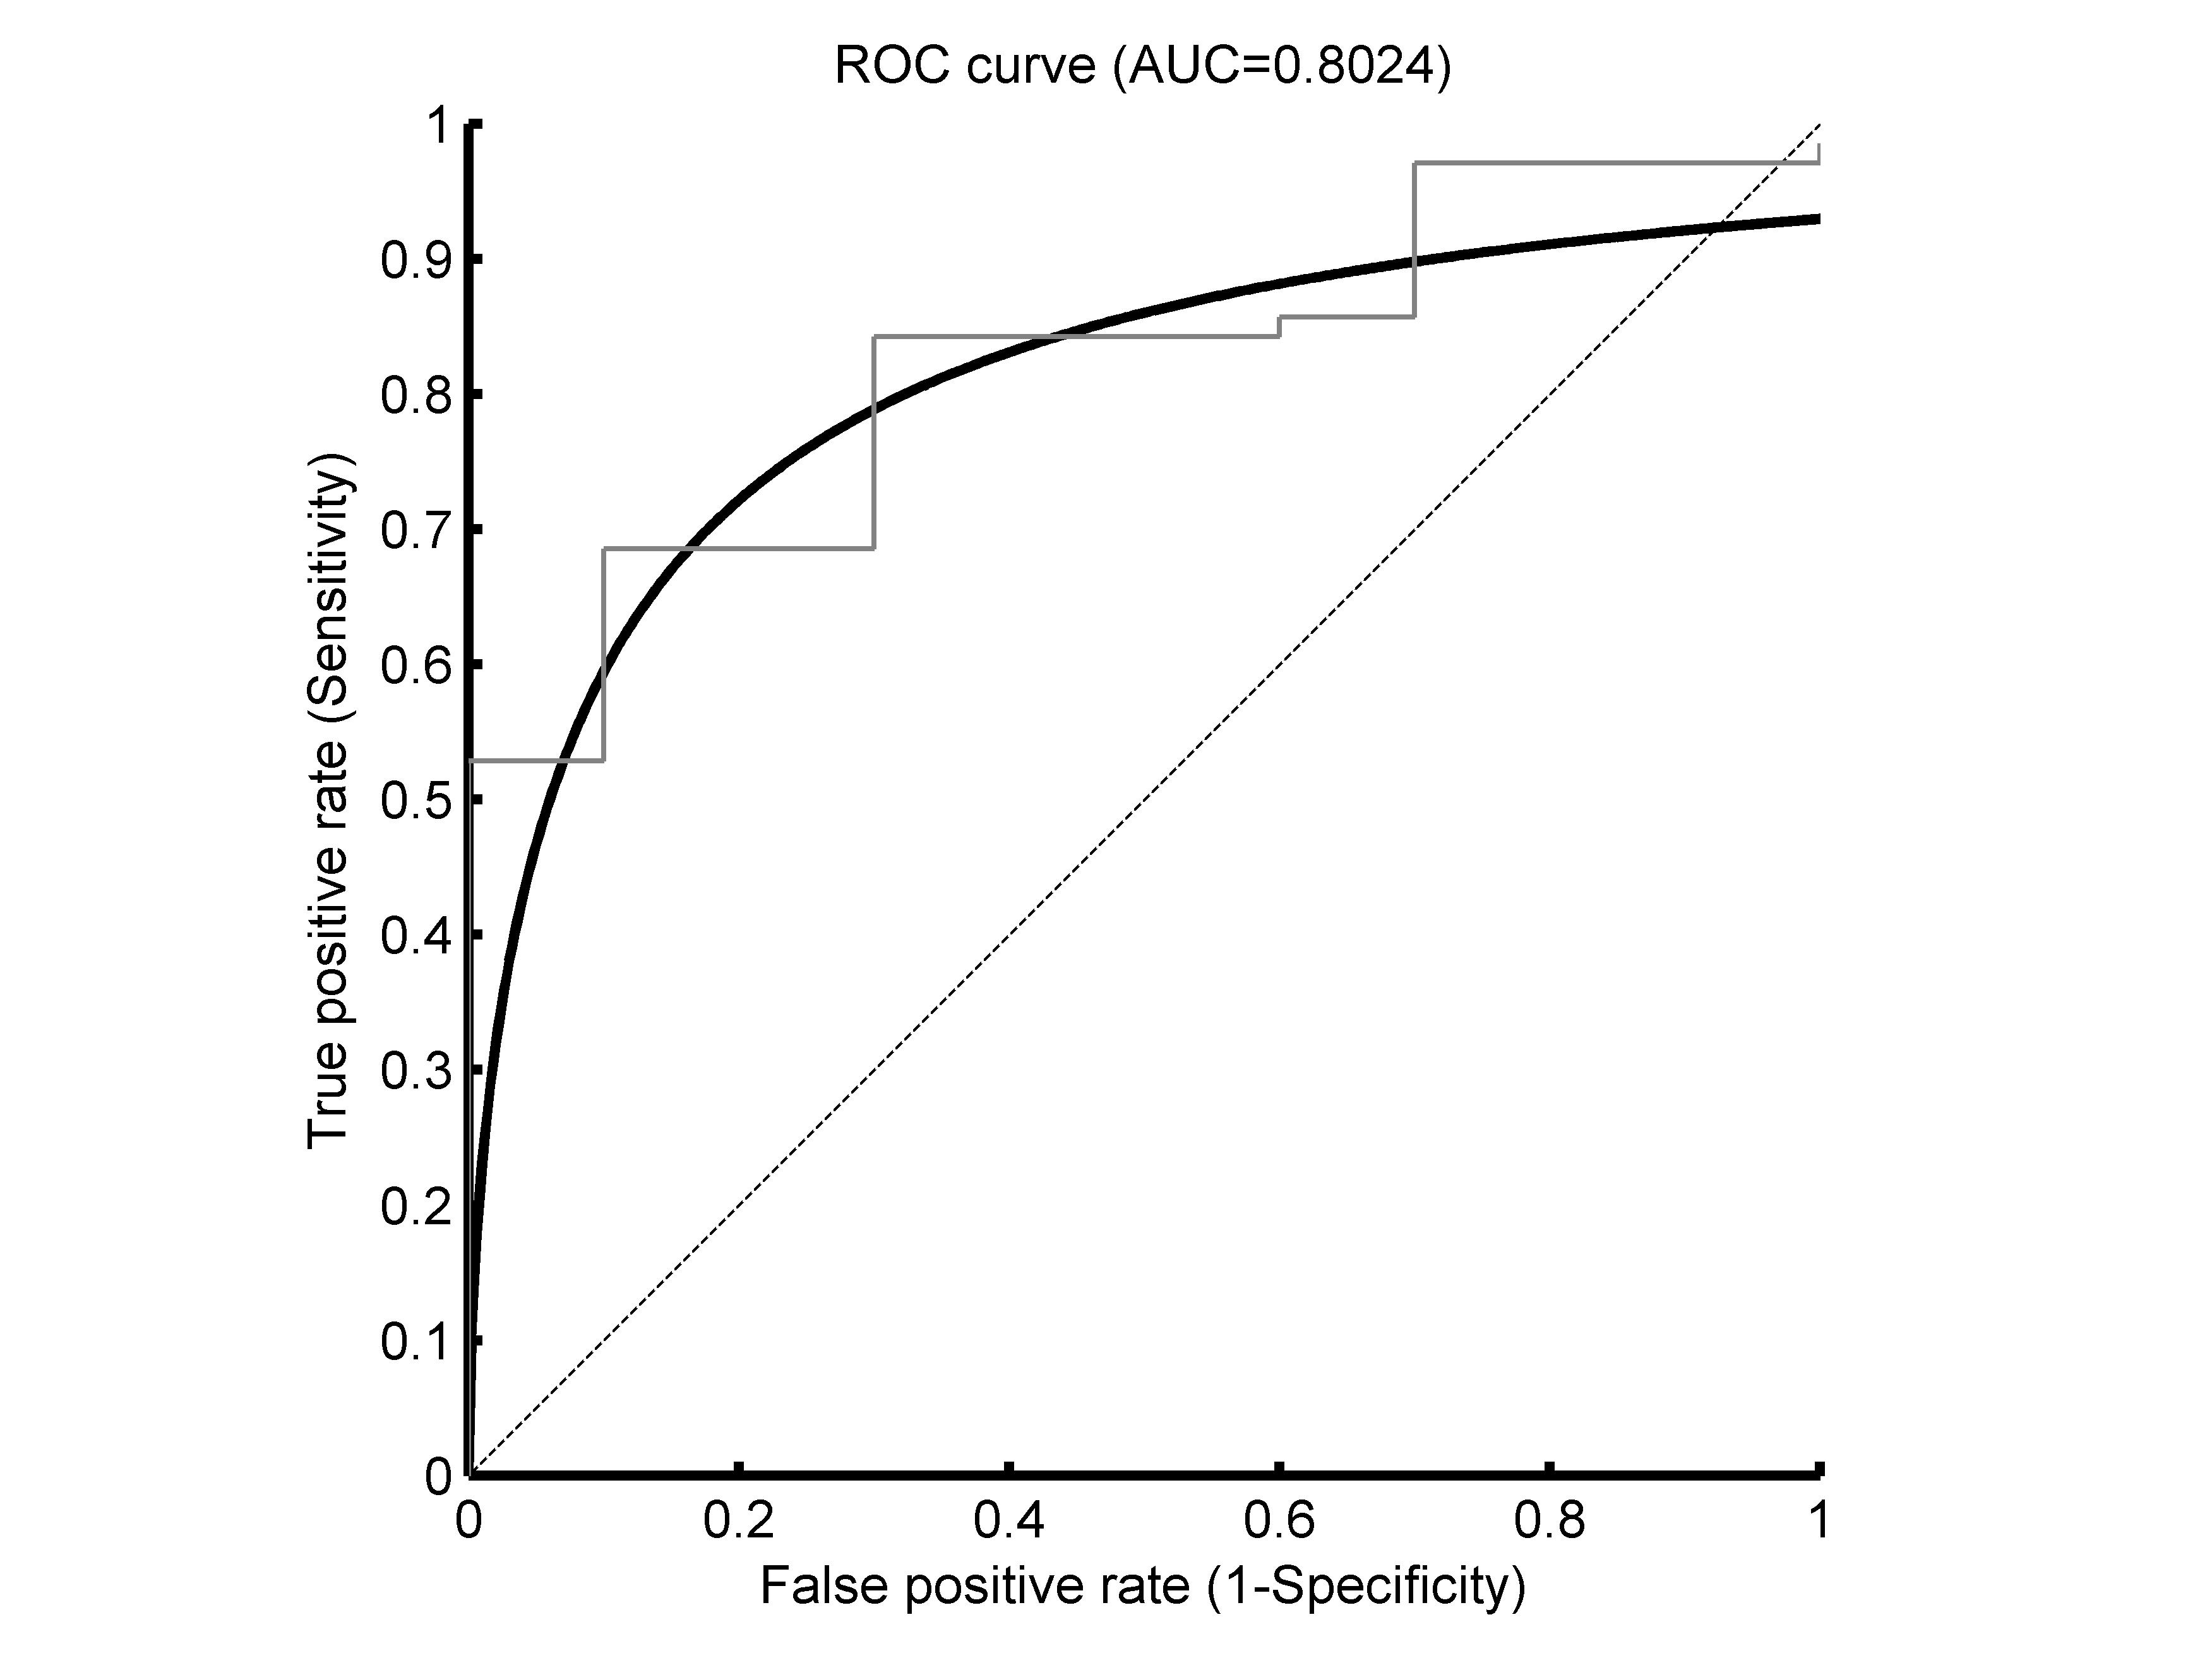 ROC curve (AUC=0.8024)
1
0.9
0.8
0.7
0.6
0.5
0.4
0.3
0.2
0.1
0
True positive rate (Sensitivity)
0 0.2 0.4 0.6 0.8 1
False positive rate (1-Specificity)